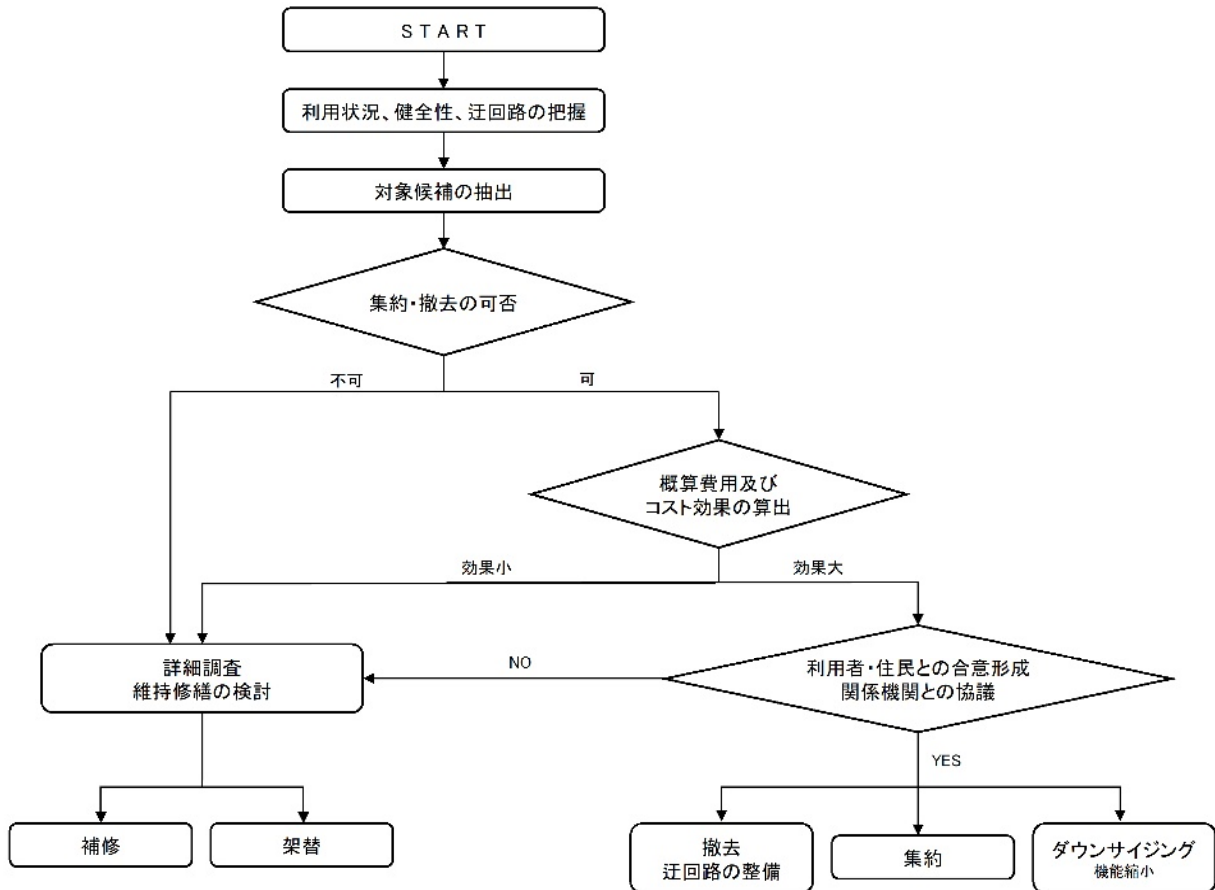 START
利用状況、健全性、迂回路の把握
対象候補の抽出
集約・撤去の可否
不可
可
概算費用及び
コスト効果の算出
効果小
効果大
詳細調査
維持修繕の検討
NO
利用者・住民との合意形成
関係機関との協議
YES
補修
架替
撤去
迂回路の整備
集約
ダウンサイジング
機能縮小